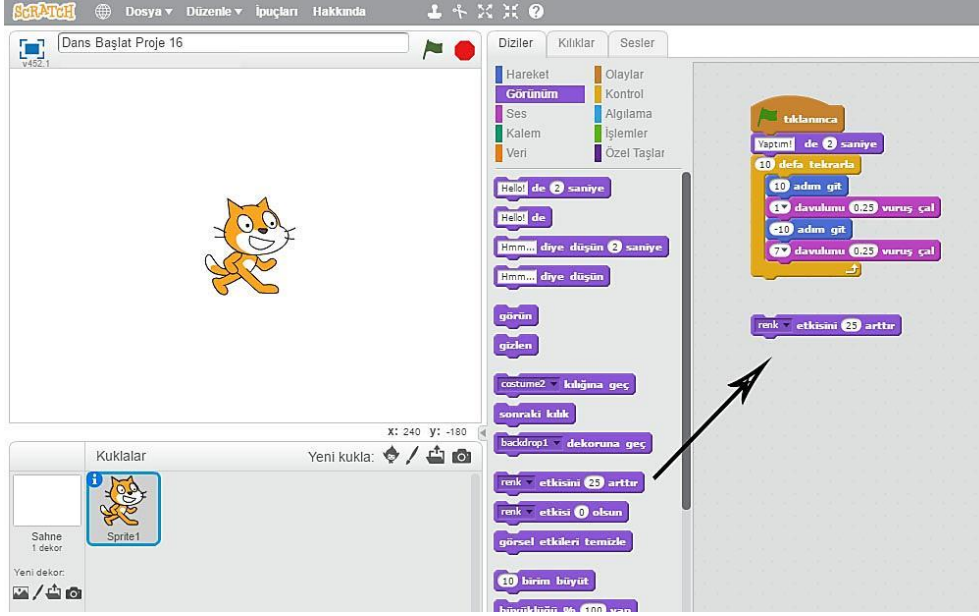 SCRATCH Dosya Düzenle İpuçları Hakkında
Dans Başlat Proje 16
v452.1
X: 240 y: -180
Kuklalar
Yeni kukla:
Sahne
1 dekor
Sprite1
Yeni dekor:
Diziler Kılıklar Sesler
Hareket
Görünüm
Ses
Kalem
Veri
Olaylar
Kontrol
Algılama
İşlemler
Özel Taşlar
Hello! de 2 saniye
Hello! de
Hmm... diye düşün 2 saniye
Hmm... diye düşün
görün
gizlen
costume2 kılığına geç
sonraki kılık
backdrop1 dekoruna geç
renk etkisini 25 arttır
renk etkisi 0 olsun
görsel etkileri temizle
10 birim büyüt
büyüklüğü % 100 yap
tıklanınca
Yaptım! de 2 saniye
10 defa tekrarla
10 adım git
1 davulunu 0.25 vuruş çal
-10 adım git
7 davulunu 0.25 vuruş çal
renk etkisini 25 arttır